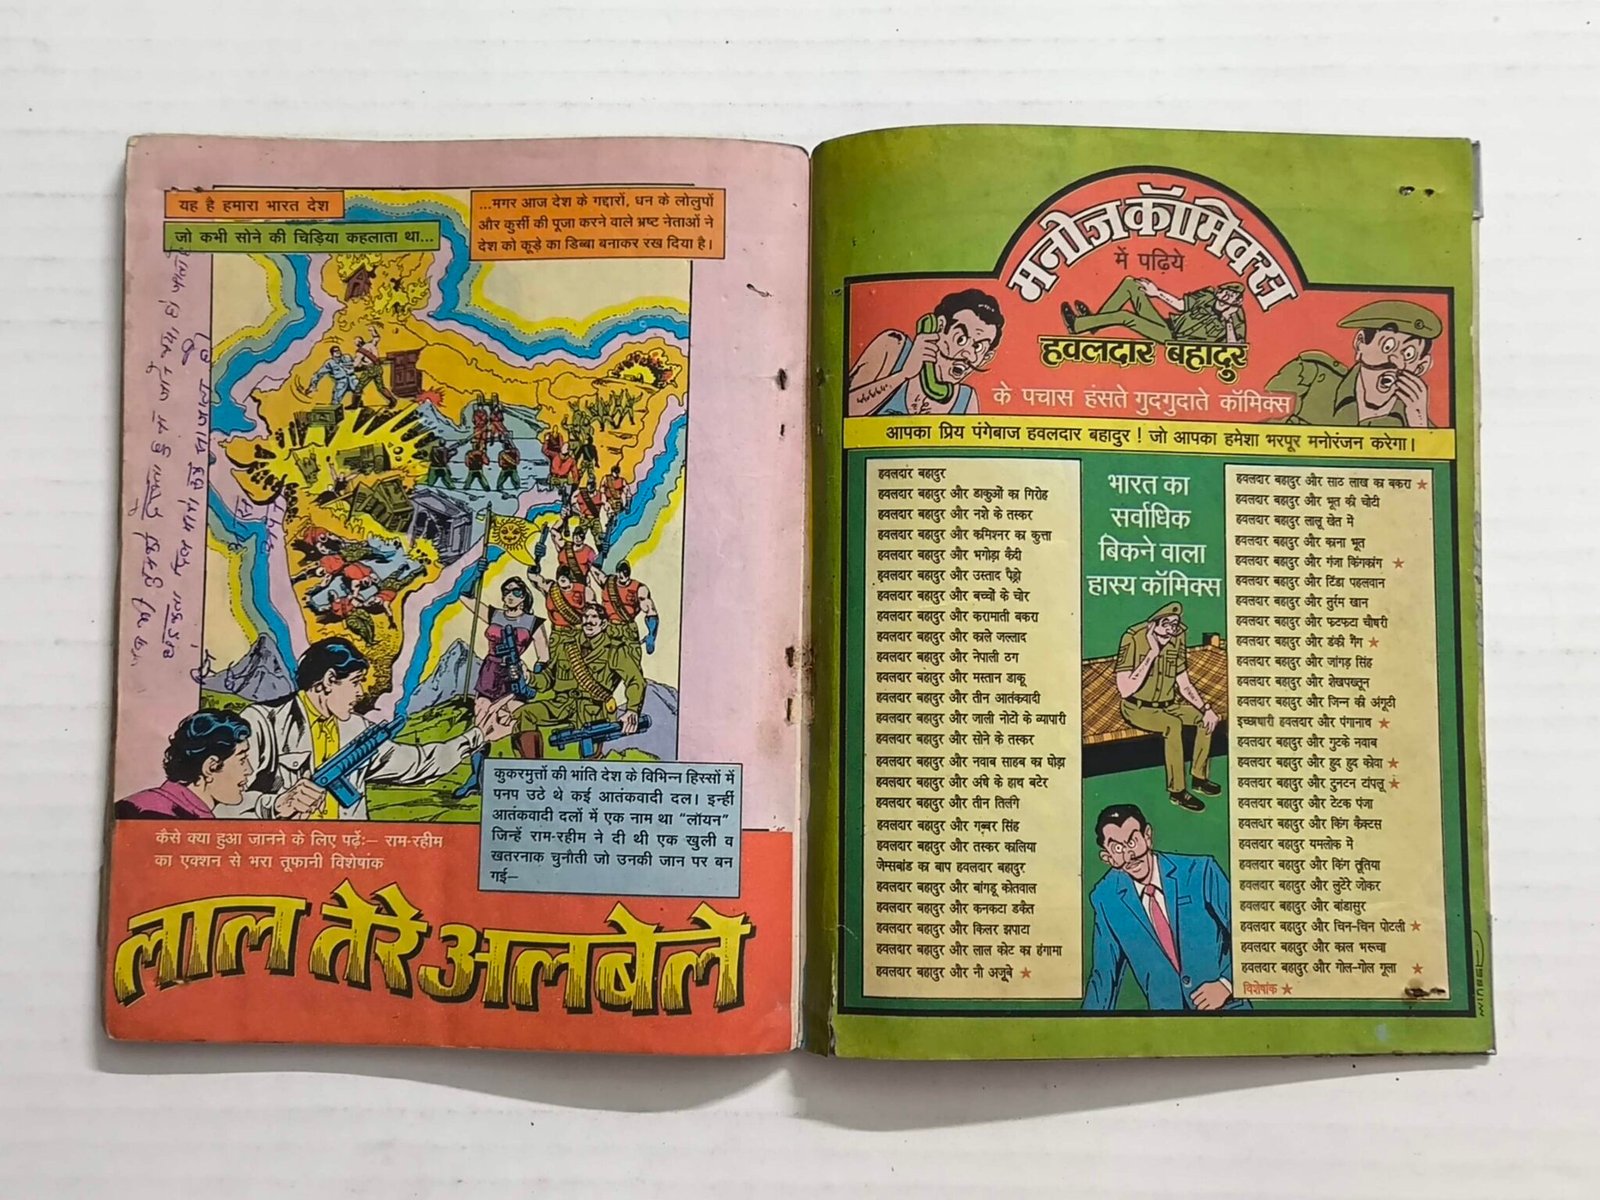 यह है हमारा भारत देश
जो कभी सोने की चिड़िया कहलाता था...
...मगर आज देश के गद्दारों, धन के लोलुपों
और कुर्सी की पूजा करने वाले भ्रष्ट नेताओं ने
देश को कूड़े का डिब्बा बनाकर रख दिया है।
कुकरमुत्तों की भांति देश के विभिन्न हिस्सों में
पनप उठे थे कई आतंकवादी दल। इन्हीं
आतंकवादी दलों में एक नाम था "लॉयन"
जिन्हें राम-रहीम ने दी थी एक खुली व
खतरनाक चुनौती जो उनकी जान पर बन
गई—
कैसे क्या हुआ जानने के लिए पढ़ें:— राम-रहीम
का एक्शन से भरा तूफानी विशेषांक
लाल तेरे अलबेले
मनोज कॉमिक्स
में पढ़िये
हवलदार बहादुर
के पचास हंसते गुदगुदाते कॉमिक्स
आपका प्रिय पंगेबाज हवलदार बहादुर ! जो आपका हमेशा भरपूर मनोरंजन करेगा।
हवलदार बहादुर
हवलदार बहादुर और डाकुओं का गिरोह
हवलदार बहादुर और नशे के तस्कर
हवलदार बहादुर और कमिश्नर का कुत्ता
हवलदार बहादुर और भगोड़ा कैदी
हवलदार बहादुर और उस्ताद पैड्रो
हवलदार बहादुर और बच्चों के चोर
हवलदार बहादुर और करामाती बकरा
हवलदार बहादुर और काले जल्लाद
हवलदार बहादुर और नेपाली ठग
हवलदार बहादुर और मस्तान डाकू
हवलदार बहादुर और तीन आतंकवादी
हवलदार बहादुर और जाली नोटों के व्यापारी
हवलदार बहादुर और सोने के तस्कर
हवलदार बहादुर और नवाब साहब का घोड़ा
हवलदार बहादुर और अंधे के हाथ बटेर
हवलदार बहादुर और तीन तिलंगे
हवलदार बहादुर और गब्बर सिंह
हवलदार बहादुर और तस्कर कालिया
जेम्सबांड का बाप हवलदार बहादुर
हवलदार बहादुर और बांगडू कोतवाल
हवलदार बहादुर और कनकटा डकैत
हवलदार बहादुर और किलर झपाटा
हवलदार बहादुर और लाल कोट का हंगामा
हवलदार बहादुर और नौ अजूबे ★
भारत का
सर्वाधिक
बिकने वाला
हास्य कॉमिक्स
हवलदार बहादुर और साठ लाख का बकरा ★
हवलदार बहादुर और भूत की चोटी
हवलदार बहादुर लालू खेत में
हवलदार बहादुर और काना भूत
हवलदार बहादुर और गंजा किंगकांग ★
हवलदार बहादुर और टिंडा पहलवान
हवलदार बहादुर और तुर्रम खान
हवलदार बहादुर और फटफटा चौधरी
हवलदार बहादुर और डंकी गैंग ★
हवलदार बहादुर और जांगड़ सिंह
हवलदार बहादुर और शेखपख्तून
हवलदार बहादुर और जिन्न की अंगूठी
इच्छाधारी हवलदार और पंगानाथ ★
हवलदार बहादुर और गुटके नवाब
हवलदार बहादुर और हुद हुद कौवा ★
हवलदार बहादुर और टुनटन टांपलू ★
हवलदार बहादुर और टेटक पंजा
हवलदार बहादुर और किंग कैक्टस
हवलदार बहादुर यमलोक में
हवलदार बहादुर और किंग तूतिया
हवलदार बहादुर और लुटेरे जोकर
हवलदार बहादुर और बांडासुर
हवलदार बहादुर और चिन-चिन पोटली ★
हवलदार बहादुर और काल भरूचा
हवलदार बहादुर और गोल-गोल गूला ★
विशेषांक ★